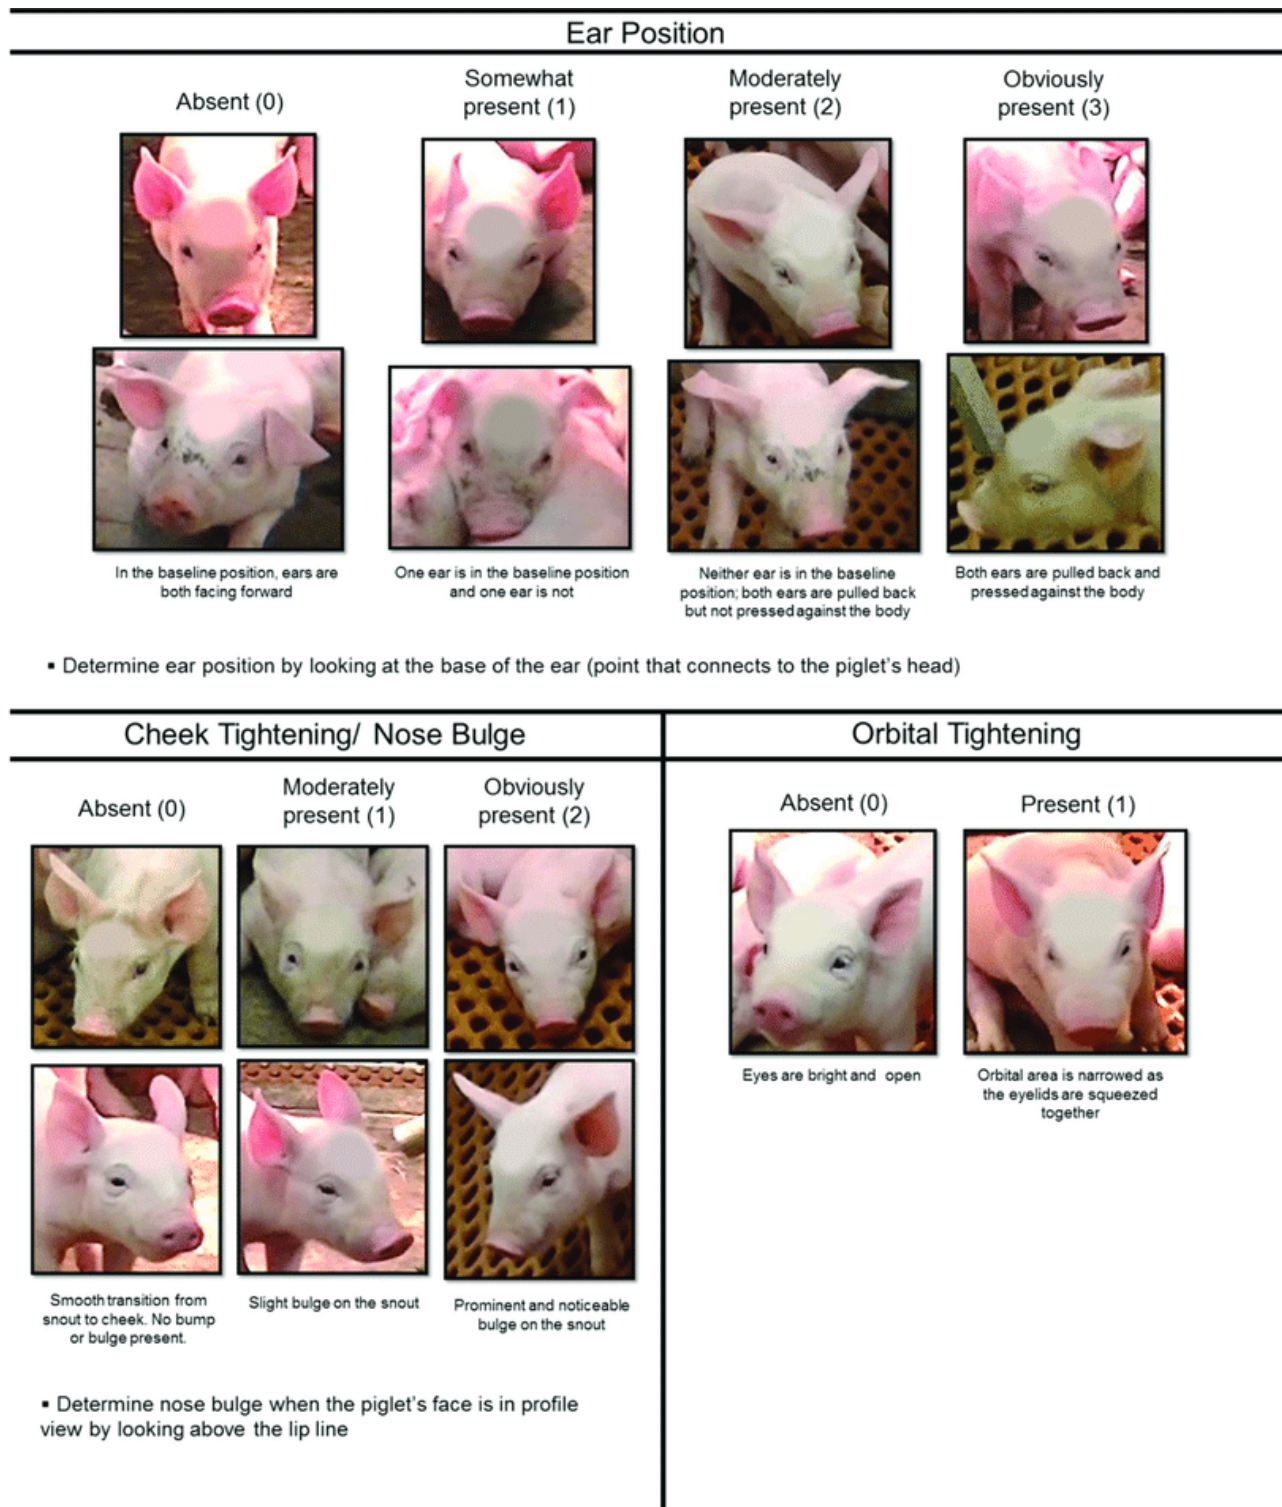 Ear Position
Absent (0)
Somewhat
present (1)
Moderately
present (2)
Obviously
present (3)
In the baseline position, ears are
both facing forward
One ear is in the baseline position
and one ear is not
Neither ear is in the baseline
position; both ears are pulled back
but not pressed against the body
Both ears are pulled back and
pressed against the body
▪ Determine ear position by looking at the base of the ear (point that connects to the piglet's head)
Cheek Tightening/ Nose Bulge
Absent (0)
Moderately
present (1)
Obviously
present (2)
Smooth transition from
snout to cheek. No bump
or bulge present.
Slight bulge on the snout
Prominent and noticeable
bulge on the snout
▪ Determine nose bulge when the piglet's face is in profile
view by looking above the lip line
Orbital Tightening
Absent (0)
Present (1)
Eyes are bright and open
Orbital area is narrowed as
the eyelids are squeezed
together